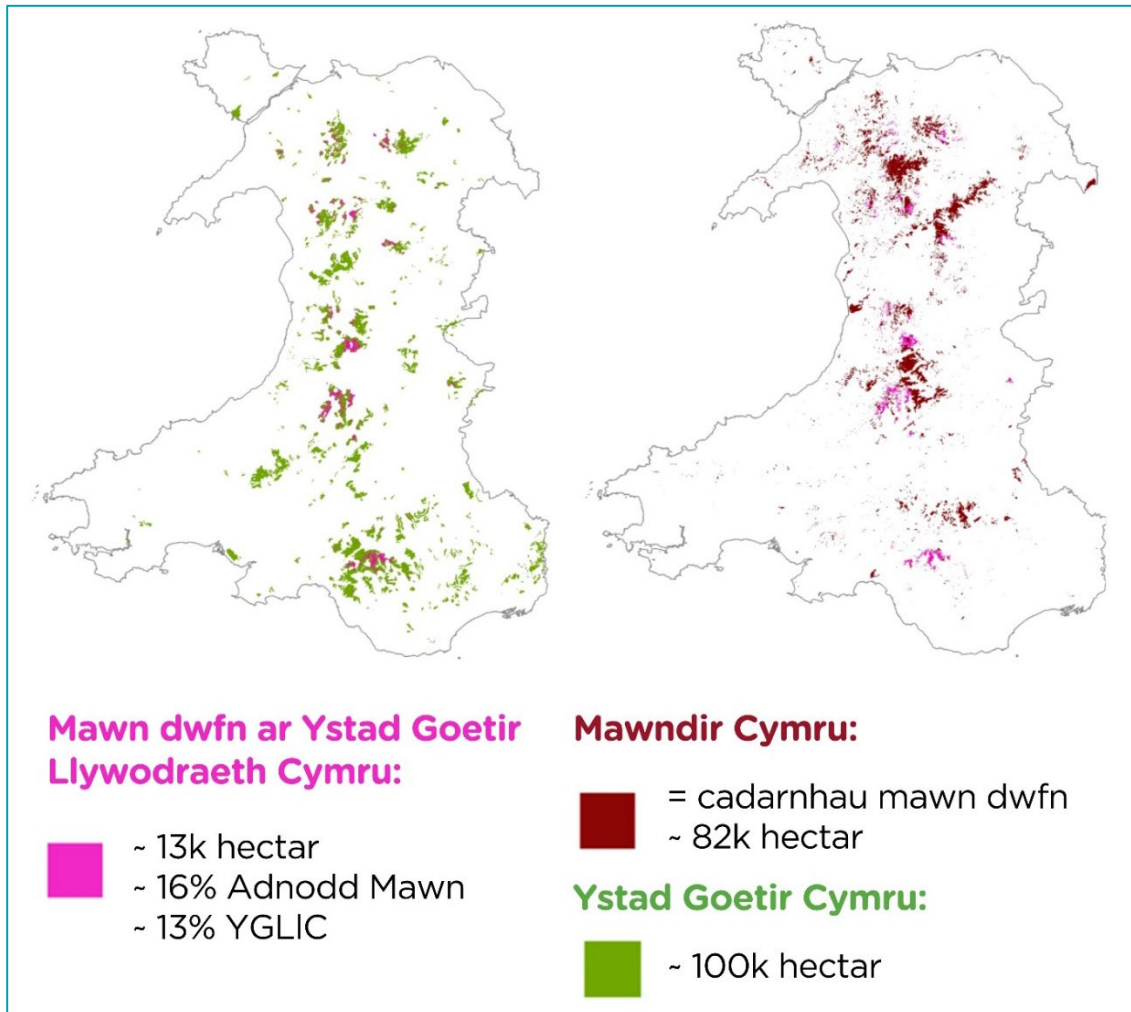 Mawn dwfn ar Ystad Goetir
Llywodraeth Cymru:
~ 13k hectar
~ 16% Adnodd Mawn
~ 13% YGLIC
Mawndir Cymru:
= cadarnhau mawn dwfn
~ 82k hectar
Ystad Goetir Cymru:
~ 100k hectar